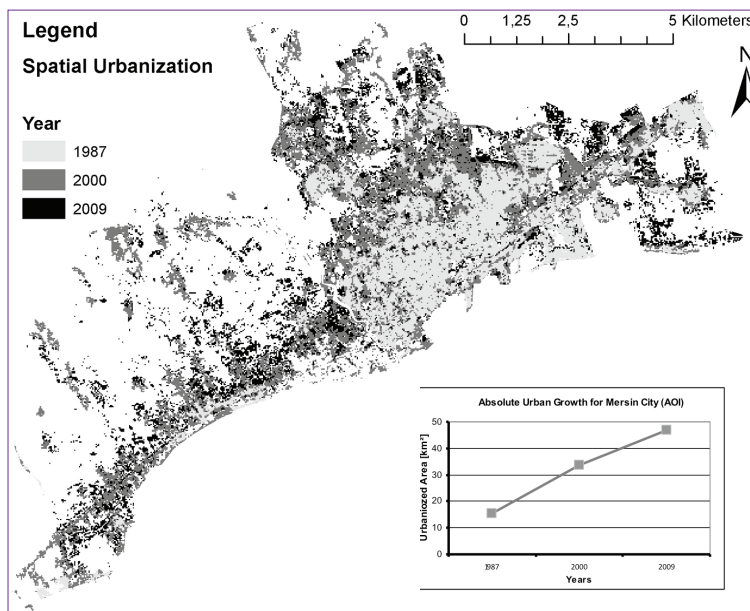 Legend
Spatial Urbanization
Year
1987
2000
2009
0 1,25 2,5 5 Kilometers
N
Absolute Urban Growth for Mersin City (AOI)
Urbaniozed Area [km²]
50
40
30
20
10
0
1987 2000 2009
Years